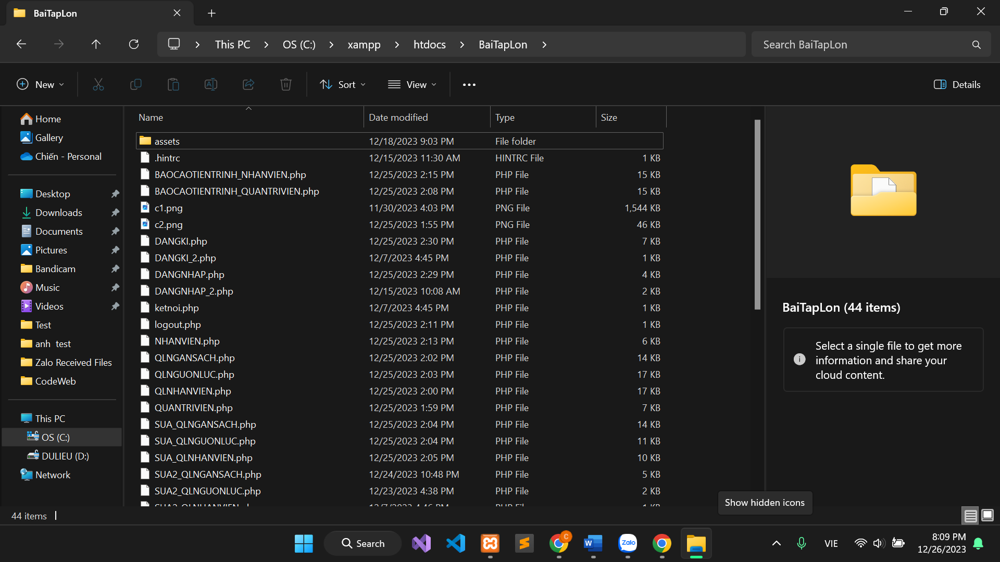 BaiTapLon
This PC
OS (C:)
xampp
htdocs
BaiTapLon
Search BaiTapLon
New
Sort
View
Details
Home
Gallery
Chiến - Personal
Desktop
Downloads
Documents
Pictures
Bandicam
Music
Videos
Test
anh test
Zalo Received Files
CodeWeb
This PC
OS (C:)
DULIEU (D:)
Network
Name Date modified Type Size
assets 12/18/2023 9:03 PM File folder
.hintrc 12/15/2023 11:30 AM HINTRC File 1 KB
BAOCAOTIENTRINH_NHANVIEN.php 12/25/2023 2:15 PM PHP File 15 KB
BAOCAOTIENTRINH_QUANTRIVIEN.php 12/25/2023 2:08 PM PHP File 15 KB
c1.png 11/30/2023 4:03 PM PNG File 1,544 KB
c2.png 12/25/2023 1:55 PM PNG File 46 KB
DANGKI.php 12/25/2023 2:30 PM PHP File 7 KB
DANGKI_2.php 12/7/2023 4:45 PM PHP File 1 KB
DANGNHAP.php 12/25/2023 2:29 PM PHP File 4 KB
DANGNHAP_2.php 12/15/2023 10:08 AM PHP File 2 KB
ketnoi.php 12/7/2023 4:45 PM PHP File 1 KB
logout.php 12/25/2023 2:11 PM PHP File 1 KB
NHANVIEN.php 12/25/2023 2:13 PM PHP File 6 KB
QLNGANSACH.php 12/25/2023 2:02 PM PHP File 14 KB
QLNGUONLUC.php 12/25/2023 2:03 PM PHP File 17 KB
QLNHANVIEN.php 12/25/2023 2:00 PM PHP File 17 KB
QUANTRIVIEN.php 12/25/2023 1:59 PM PHP File 7 KB
SUA_QLNGANSACH.php 12/25/2023 2:04 PM PHP File 14 KB
SUA_QLNGUONLUC.php 12/25/2023 2:04 PM PHP File 11 KB
SUA_QLNHANVIEN.php 12/25/2023 2:05 PM PHP File 10 KB
SUA2_QLNGANSACH.php 12/24/2023 10:48 PM PHP File 5 KB
SUA2_QLNGUONLUC.php 12/23/2023 4:38 PM PHP File 2 KB
BaiTapLon (44 items)
Select a single file to get more
information and share your
cloud content.
Show hidden icons
44 items
Search
Zalo
VIE
8:09 PM
12/26/2023